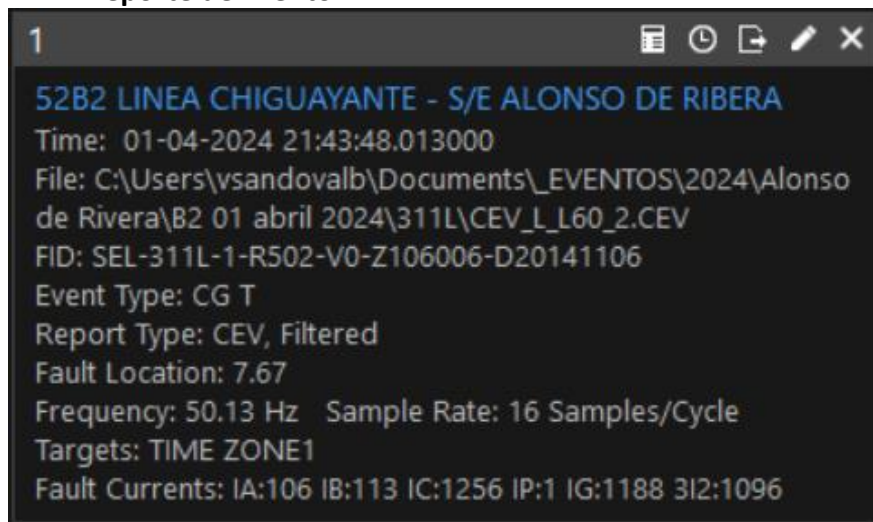 1
52B2 LINEA CHIGUAYANTE - S/E ALONSO DE RIBERA
Time: 01-04-2024 21:43:48.013000
File: C:\Users\vsandovalb\Documents\_EVENTOS\2024\Alonso
de Rivera\B2 01 abril 2024\311L\CEV_L_L60_2.CEV
FID: SEL-311L-1-R502-V0-Z106006-D20141106
Event Type: CG T
Report Type: CEV, Filtered
Fault Location: 7.67
Frequency: 50.13 Hz Sample Rate: 16 Samples/Cycle
Targets: TIME ZONE1
Fault Currents: IA:106 IB:113 IC:1256 IP:1 IG:1188 3I2:1096